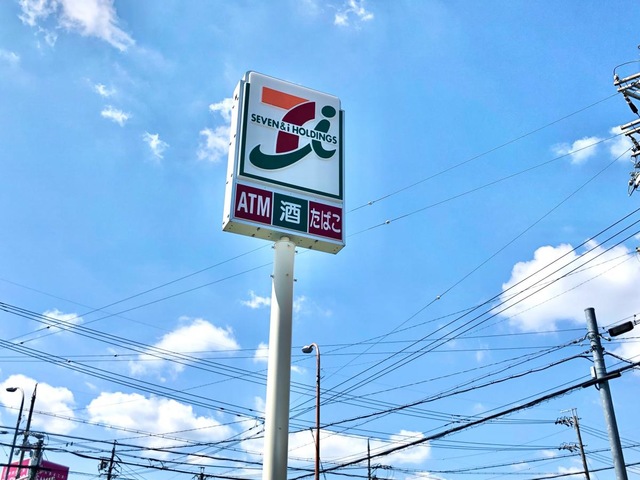 SEVEN&i HOLDINGS
ATM 酒 たばこ